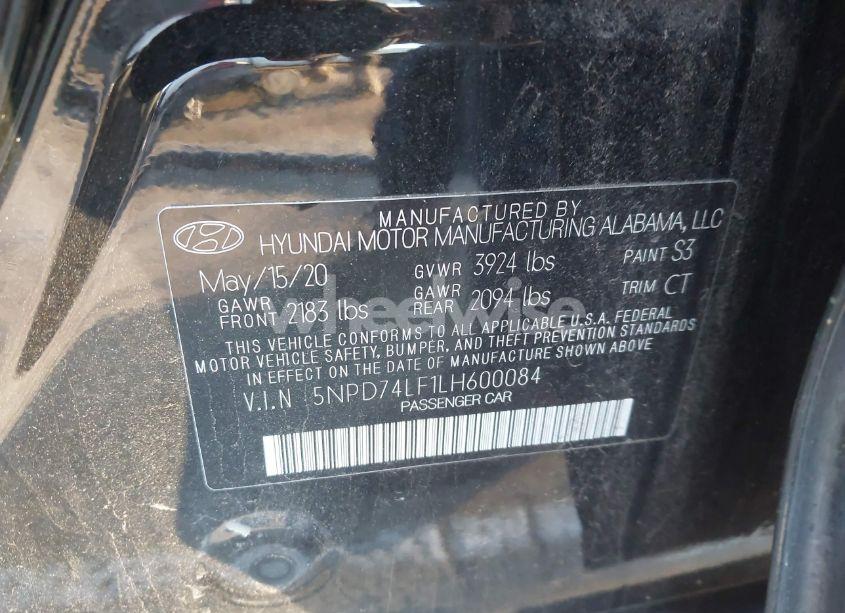 MANUFACTURED BY
HYUNDAI MOTOR MANUFACTURING ALABAMA, LLC
May/15/20 GVWR 3924 lbs PAINT S3
GAWR FRONT 2183 lbs GAWR REAR 2094 lbs TRIM CT
THIS VEHICLE CONFORMS TO ALL APPLICABLE U.S.A. FEDERAL
MOTOR VEHICLE SAFETY, BUMPER, AND THEFT PREVENTION STANDARDS
IN EFFECT ON THE DATE OF MANUFACTURE SHOWN ABOVE
V.I.N 5NPD74LF1LH600084
PASSENGER CAR
wheelwise